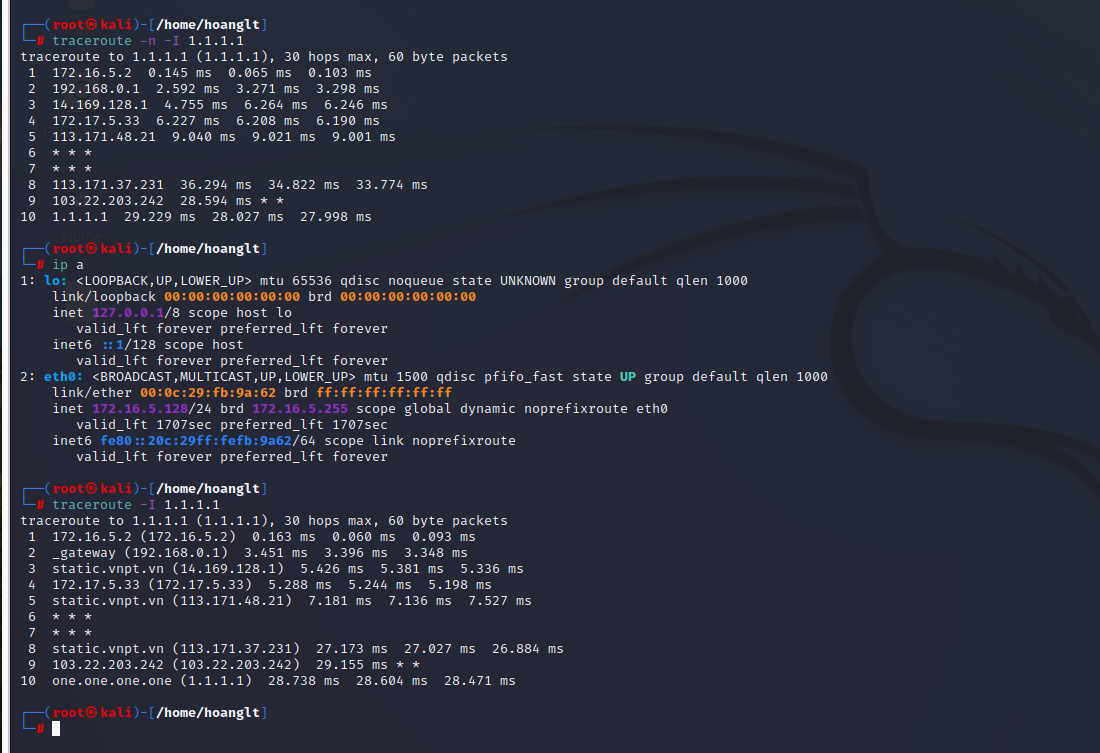 ┌──(root㉿kali)-[/home/hoanglt]
└─# traceroute -n -I 1.1.1.1
traceroute to 1.1.1.1 (1.1.1.1), 30 hops max, 60 byte packets
 1  172.16.5.2  0.145 ms  0.065 ms  0.103 ms
 2  192.168.0.1  2.592 ms  3.271 ms  3.298 ms
 3  14.169.128.1  4.755 ms  6.264 ms  6.246 ms
 4  172.17.5.33  6.227 ms  6.208 ms  6.190 ms
 5  113.171.48.21  9.040 ms  9.021 ms  9.001 ms
 6  * * *
 7  * * *
 8  113.171.37.231  36.294 ms  34.822 ms  33.774 ms
 9  103.22.203.242  28.594 ms * *
10  1.1.1.1  29.229 ms  28.027 ms  27.998 ms
Home
┌──(root㉿kali)-[/home/hoanglt]
└─# ip a
1: lo: <LOOPBACK,UP,LOWER_UP> mtu 65536 qdisc noqueue state UNKNOWN group default qlen 1000
    link/loopback 00:00:00:00:00:00 brd 00:00:00:00:00:00
    inet 127.0.0.1/8 scope host lo
       valid_lft forever preferred_lft forever
    inet6 ::1/128 scope host
       valid_lft forever preferred_lft forever
2: eth0: <BROADCAST,MULTICAST,UP,LOWER_UP> mtu 1500 qdisc pfifo_fast state UP group default qlen 1000
    link/ether 00:0c:29:fb:9a:62 brd ff:ff:ff:ff:ff:ff
    inet 172.16.5.128/24 brd 172.16.5.255 scope global dynamic noprefixroute eth0
       valid_lft 1707sec preferred_lft 1707sec
    inet6 fe80::20c:29ff:fefb:9a62/64 scope link noprefixroute
       valid_lft forever preferred_lft forever
┌──(root㉿kali)-[/home/hoanglt]
└─# traceroute -I 1.1.1.1
traceroute to 1.1.1.1 (1.1.1.1), 30 hops max, 60 byte packets
 1  172.16.5.2 (172.16.5.2)  0.163 ms  0.060 ms  0.093 ms
 2  _gateway (192.168.0.1)  3.451 ms  3.396 ms  3.348 ms
 3  static.vnpt.vn (14.169.128.1)  5.426 ms  5.381 ms  5.336 ms
 4  172.17.5.33 (172.17.5.33)  5.288 ms  5.244 ms  5.198 ms
 5  static.vnpt.vn (113.171.48.21)  7.181 ms  7.136 ms  7.527 ms
 6  * * *
 7  * * *
 8  static.vnpt.vn (113.171.37.231)  27.173 ms  27.027 ms  26.884 ms
 9  103.22.203.242 (103.22.203.242)  29.155 ms * *
10  one.one.one.one (1.1.1.1)  28.738 ms  28.604 ms  28.471 ms
┌──(root㉿kali)-[/home/hoanglt]
└─#